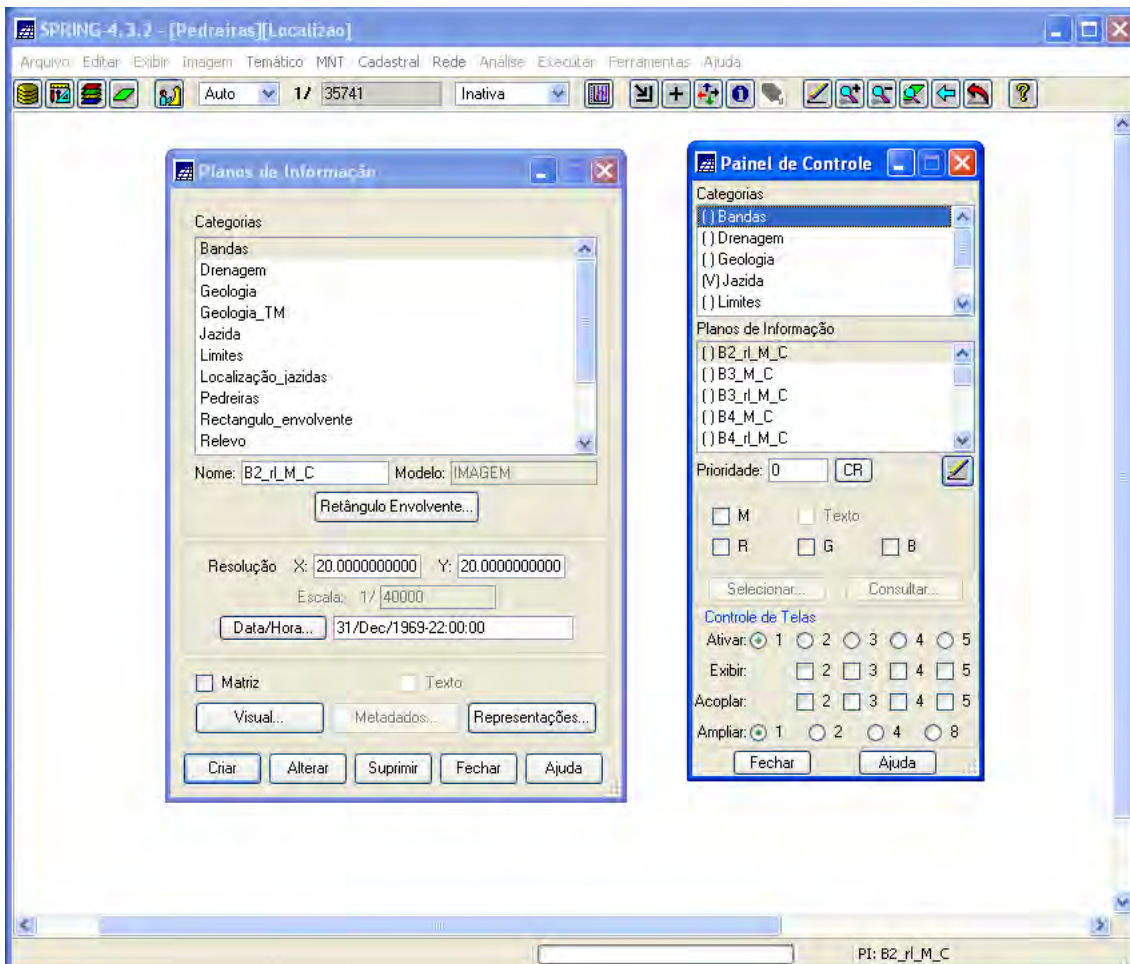 SPRING-4.3.2 - [Pedreiras][Localizao]
Arquivo Editar Exibir Imagem Temático MNT Cadastral Rede Análise Executar Ferramentas Ajuda
Auto 1/ 35741 Inativa
Planos de Informação
Categorias
Bandas
Drenagem
Geologia
Geologia_TM
Jazida
Limites
Localização_jazidas
Pedreiras
Rectangulo_envolvente
Relevo
Nome: B2_rl_M_C Modelo: IMAGEM
Retângulo Envolvente...
Resolução X: 20.0000000000 Y: 20.0000000000
Escala: 1/ 40000
Data/Hora... 31/Dec/1969-22:00:00
Matriz Texto
Visual... Metadados... Representações...
Criar Alterar Suprimir Fechar Ajuda
Painel de Controle
Categorias
( ) Bandas
( ) Drenagem
( ) Geologia
(V) Jazida
( ) Limites
Planos de Informação
( ) B2_rl_M_C
( ) B3_M_C
( ) B3_rl_M_C
( ) B4_M_C
( ) B4_rl_M_C
Prioridade: 0 CR
M Texto
R G B
Selecionar... Consultar...
Controle de Telas
Ativar: 1 2 3 4 5
Exibir: 2 3 4 5
Acoplar: 2 3 4 5
Ampliar: 1 2 4 8
Fechar Ajuda
PI: B2_rl_M_C